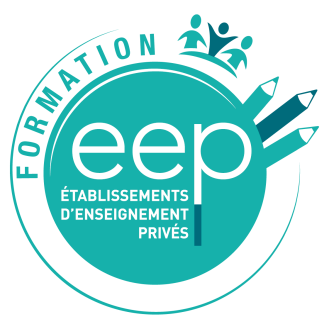 FORMATION
eep
ÉTABLISSEMENTS
D'ENSEIGNEMENT
PRIVÉS